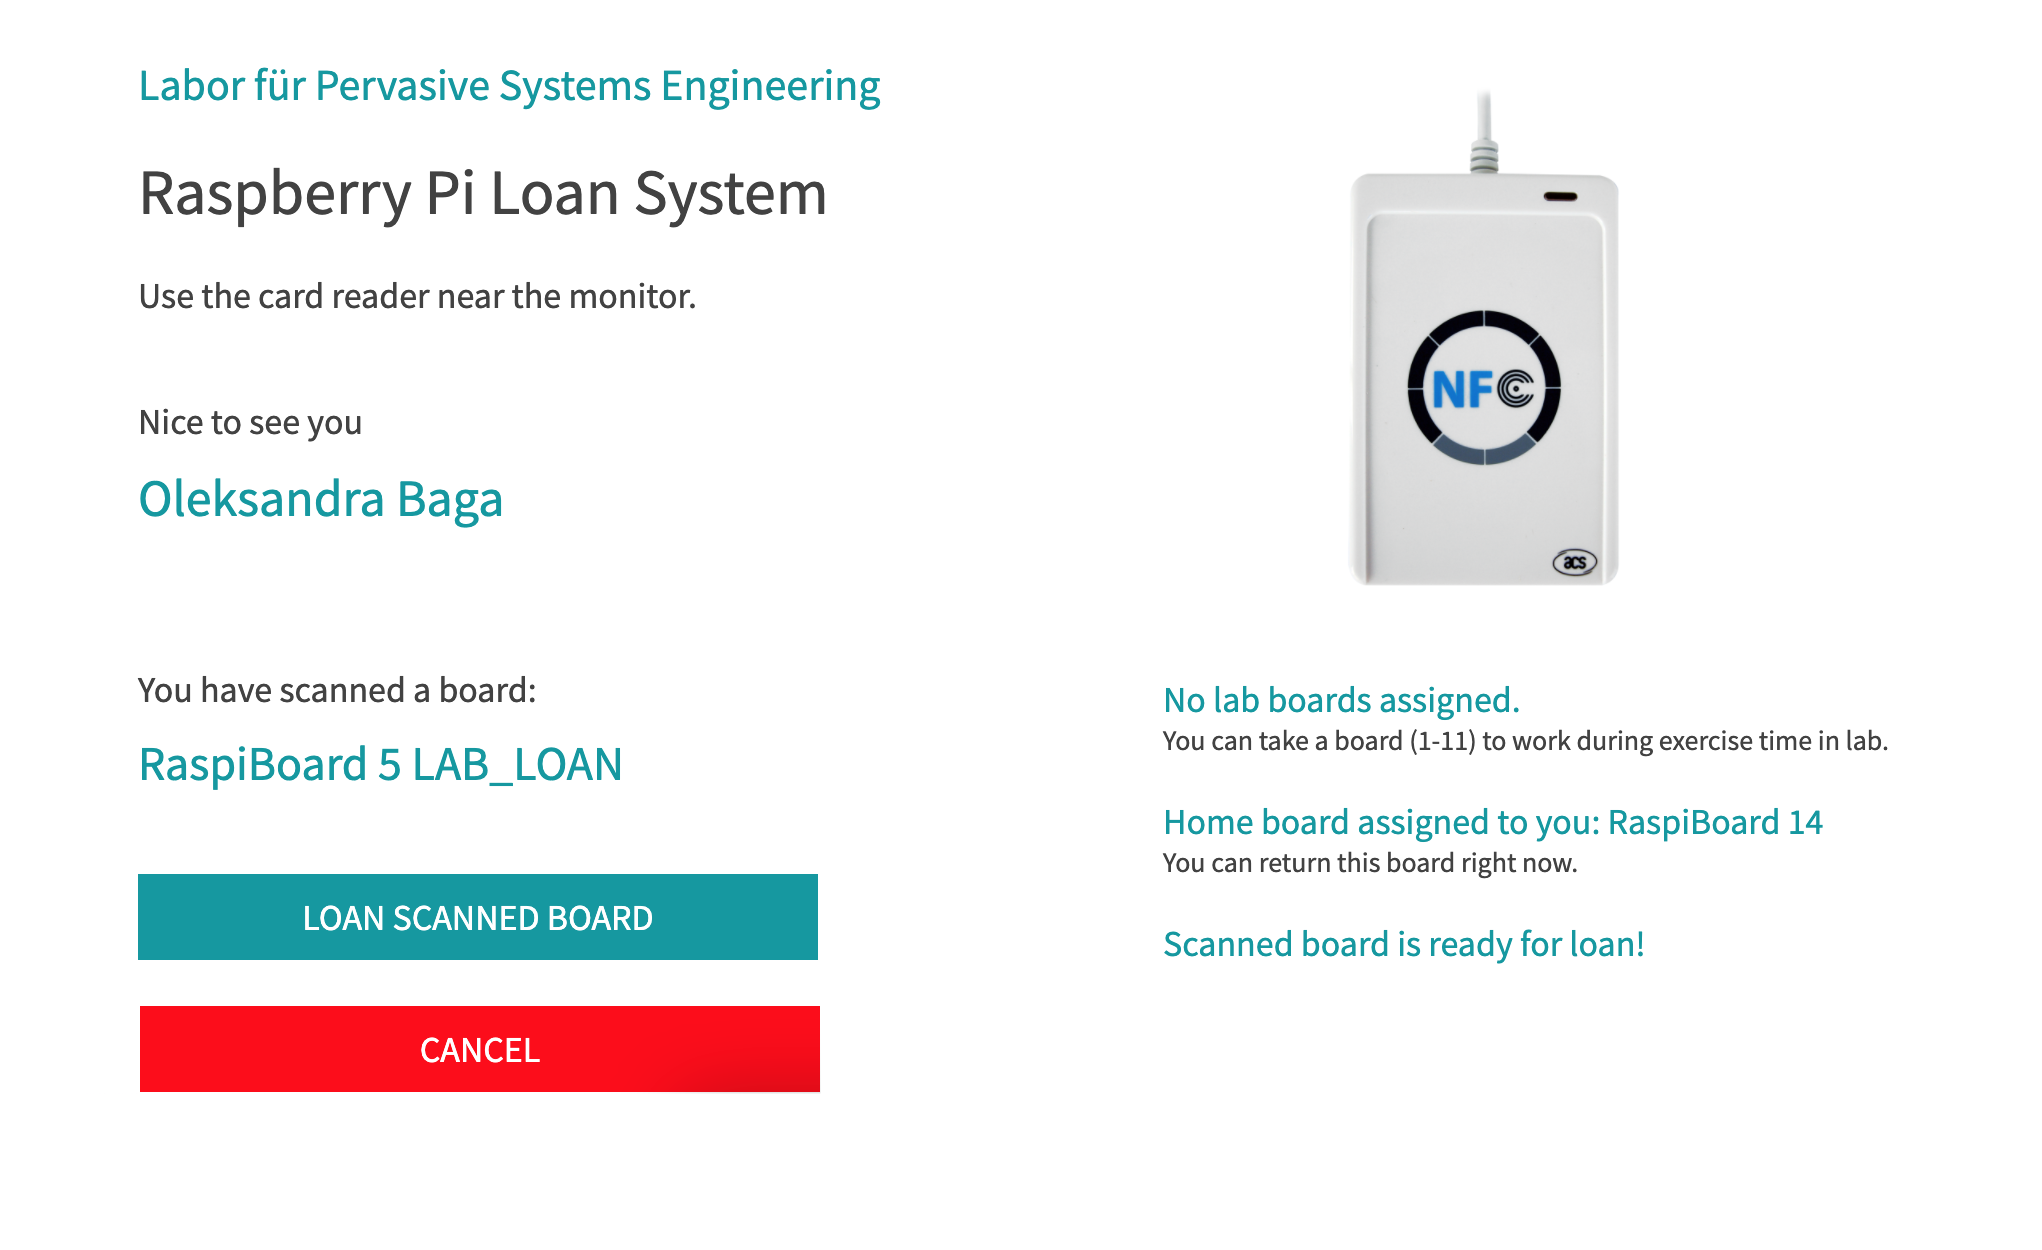 Labor für Pervasive Systems Engineering
Raspberry Pi Loan System
Use the card reader near the monitor.
Nice to see you
Oleksandra Baga
You have scanned a board:
RaspiBoard 5 LAB_LOAN
LOAN SCANNED BOARD
CANCEL
NFC
acs
No lab boards assigned.
You can take a board (1-11) to work during exercise time in lab.
Home board assigned to you: RaspiBoard 14
You can return this board right now.
Scanned board is ready for loan!